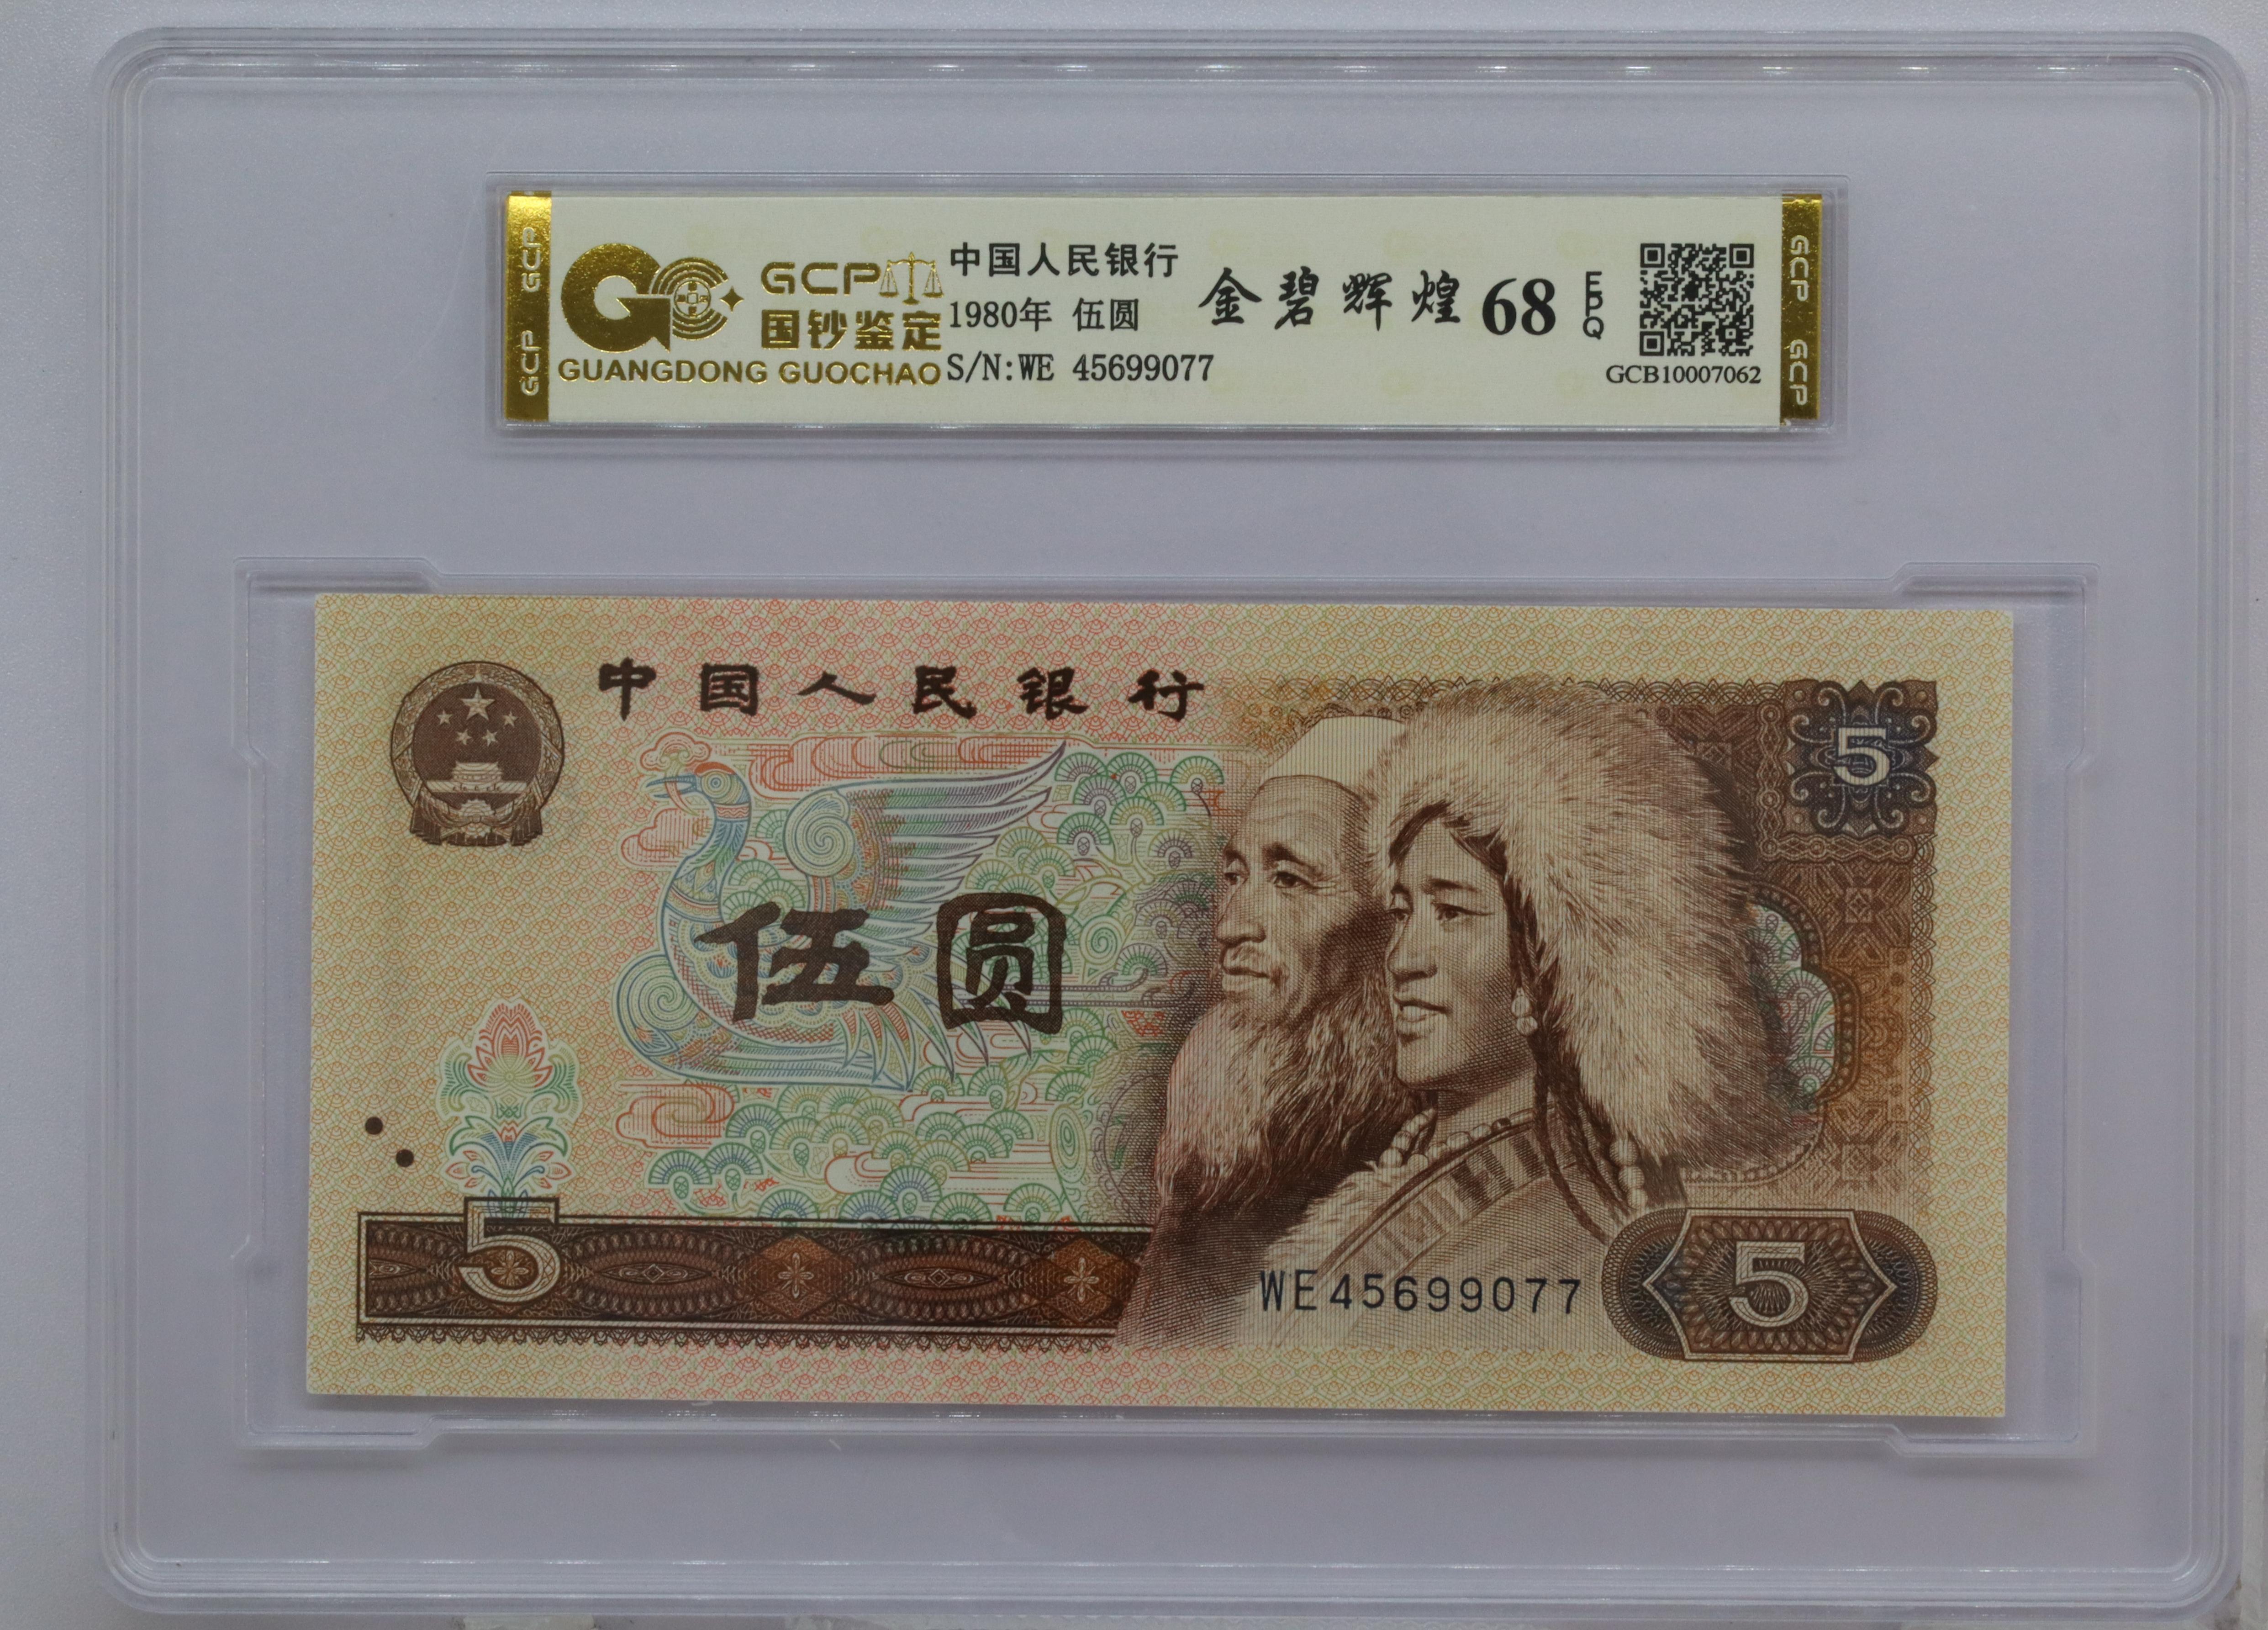 GCP GCP
GCP
国钞鉴定
GUANGDONG GUOCHAO
中国人民银行
1980年 伍圆
S/N:WE 45699077
金碧辉煌 68 EPQ
GCB10007062
GCP GCP
中国人民银行
5
伍圆
5
WE45699077
5